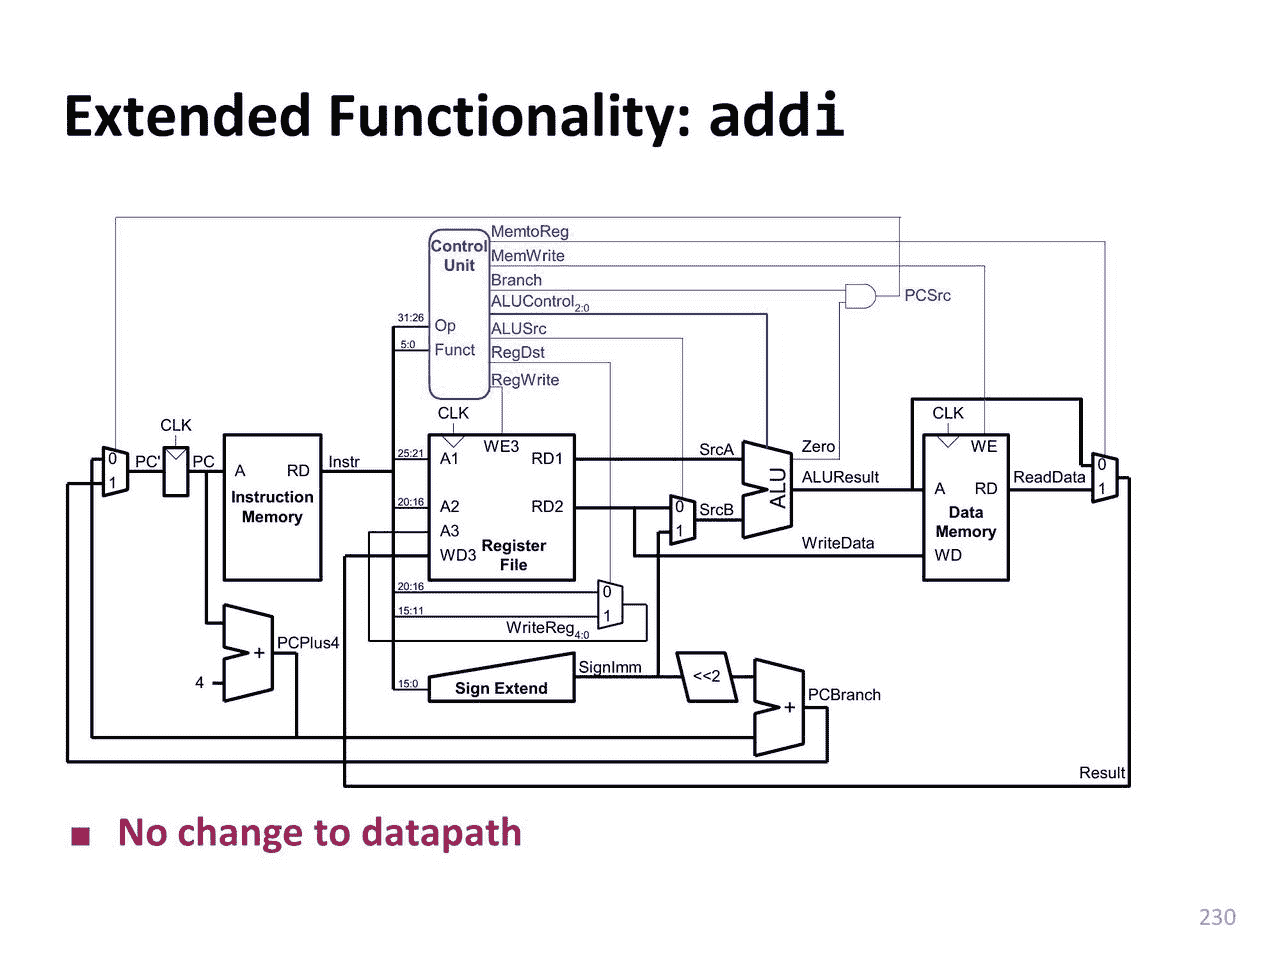 Extended Functionality: addi
MemtoReg
Control
Unit
MemWrite
Branch
ALUControl2:0
PCSrc
31:26
Op
ALUSrc
5:0
Funct
RegDst
RegWrite
CLK
CLK
CLK
0
1
PC'
PC
A
RD
Instruction
Memory
Instr
25:21
A1
WE3
RD1
20:16
A2
RD2
A3
WD3
Register
File
SrcA
0
1
SrcB
ALU
Zero
ALUResult
WriteData
WE
A
RD
Data
Memory
WD
ReadData
0
1
20:16
0
15:11
1
WriteReg4:0
+
PCPlus4
4
15:0
Sign Extend
SignImm
<<2
+
PCBranch
Result
■ No change to datapath
230